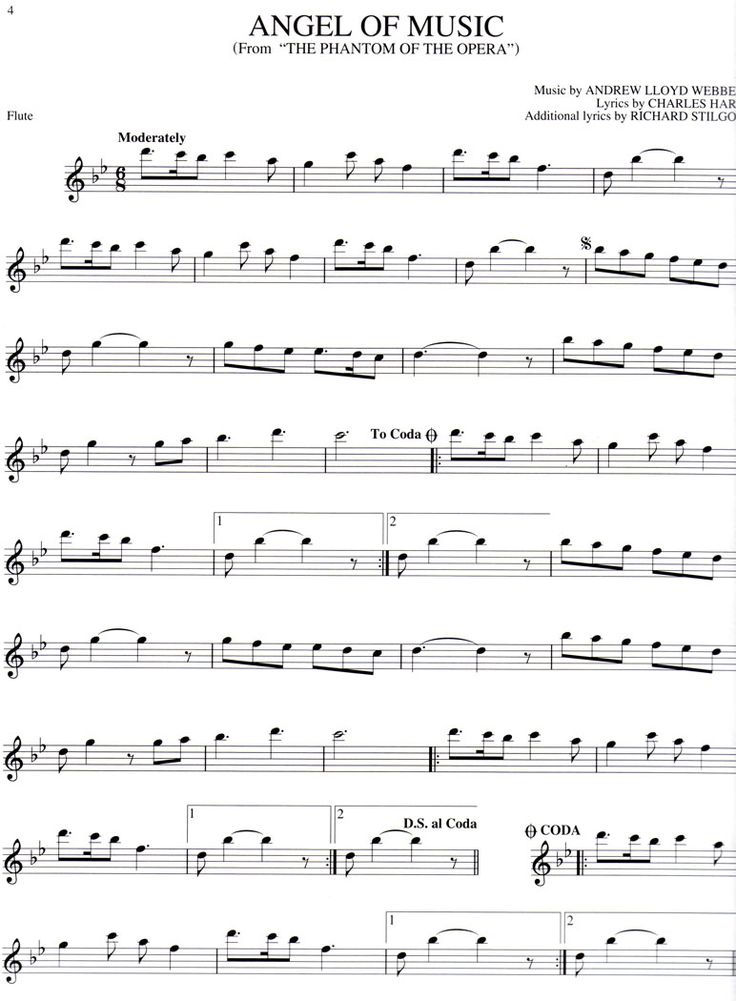 4
ANGEL OF MUSIC
(From "THE PHANTOM OF THE OPERA")
Music by ANDREW LLOYD WEBBE
Lyrics by CHARLES HAR
Additional lyrics by RICHARD STILGO
Flute
Moderately
6
8
To Coda
1
2
1
2
D.S. al Coda
CODA
1
2